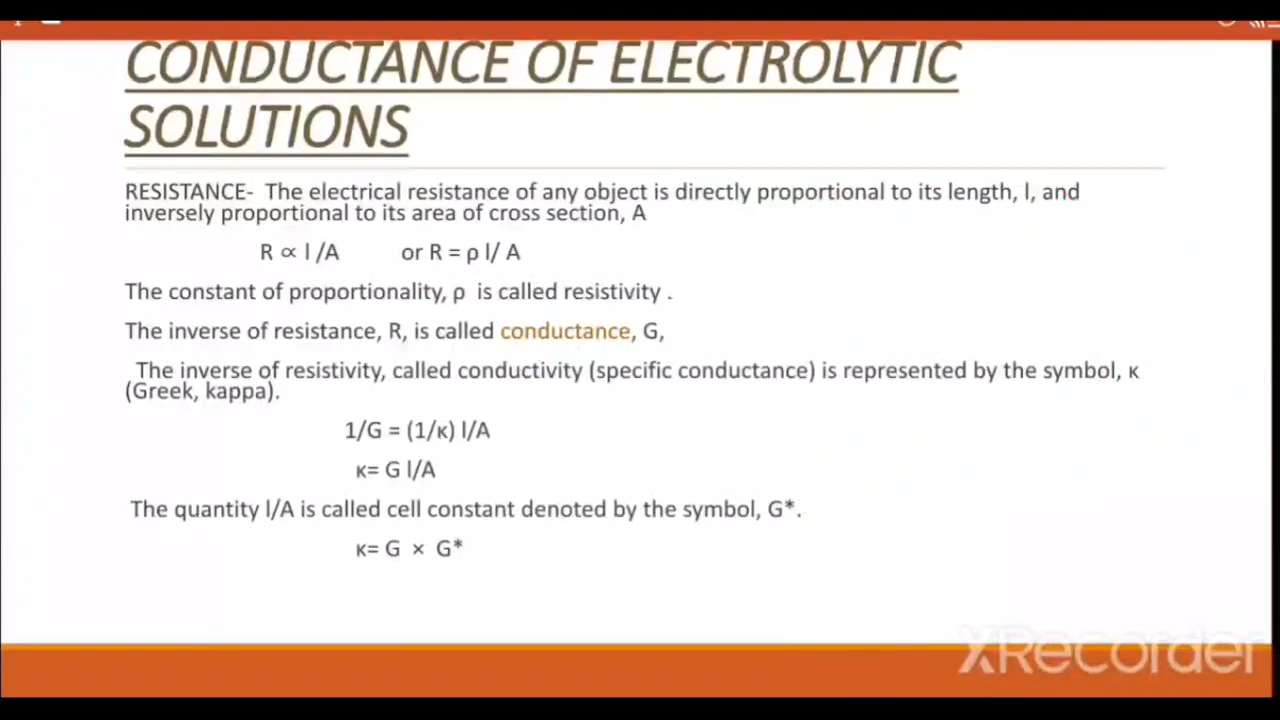 CONDUCTANCE OF ELECTROLYTIC
SOLUTIONS
RESISTANCE- The electrical resistance of any object is directly proportional to its length, l, and
inversely proportional to its area of cross section, A
R ∝ l /A or R = ρ l/ A
The constant of proportionality, ρ is called resistivity .
The inverse of resistance, R, is called conductance, G,
The inverse of resistivity, called conductivity (specific conductance) is represented by the symbol, κ
(Greek, kappa).
1/G = (1/κ) l/A
κ= G l/A
The quantity l/A is called cell constant denoted by the symbol, G*.
κ= G × G*
XRecorder